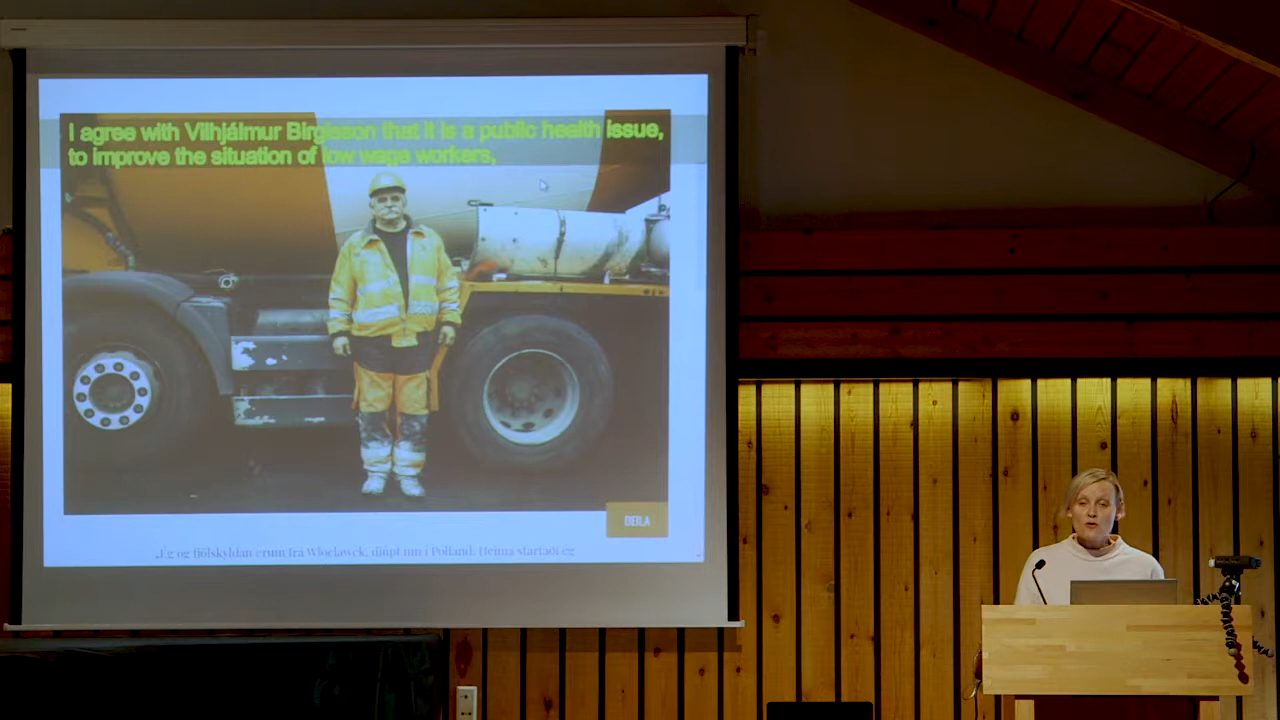 I agree with Vilhjálmur Birgisson that it is a public health issue,
to improve the situation of low wage workers,
DEILA
„Ég og fjölskyldan erum frá Wloclawek, djúpt inn í Pólland. Heima starfaði ég